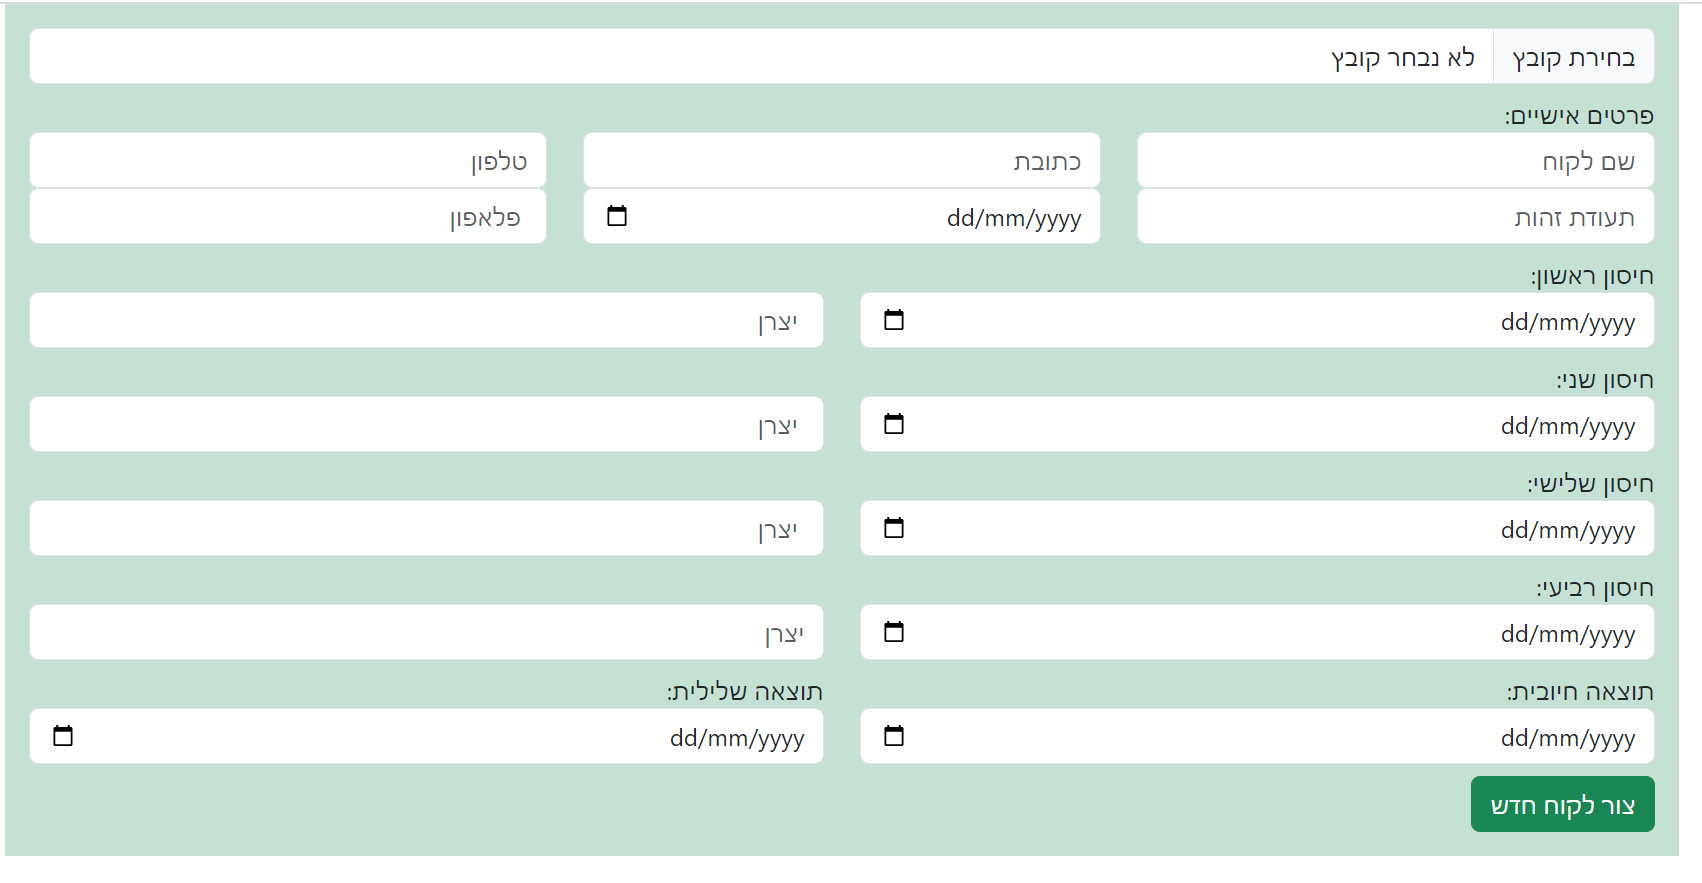 בחירת קובץ לא נבחר קובץ
פרטים אישיים:
שם לקוח כתובת טלפון
תעודת זהות dd/mm/yyyy פלאפון
חיסון ראשון:
dd/mm/yyyy יצרן
חיסון שני:
dd/mm/yyyy יצרן
חיסון שלישי:
dd/mm/yyyy יצרן
חיסון רביעי:
dd/mm/yyyy יצרן
תוצאה חיובית: תוצאה שלילית:
dd/mm/yyyy dd/mm/yyyy
צור לקוח חדש